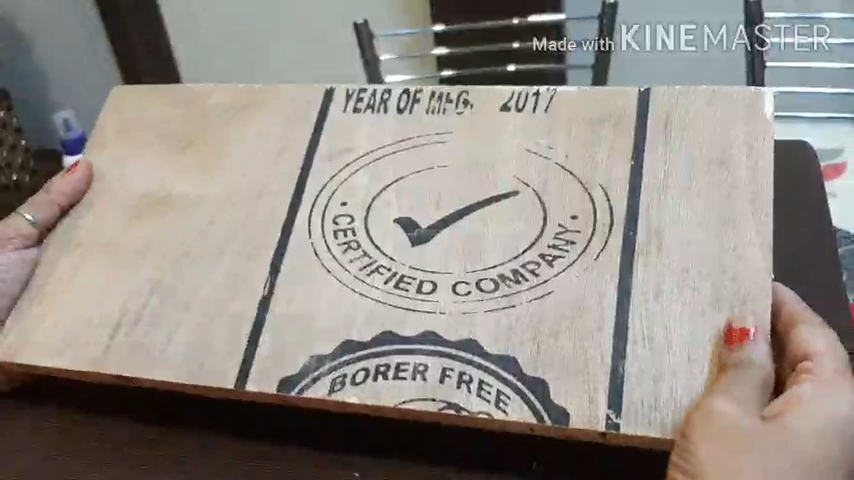 Made with KINEMASTER
YEAR OF MFG. 2017
CERTIFIED COMPANY
BORER FREE